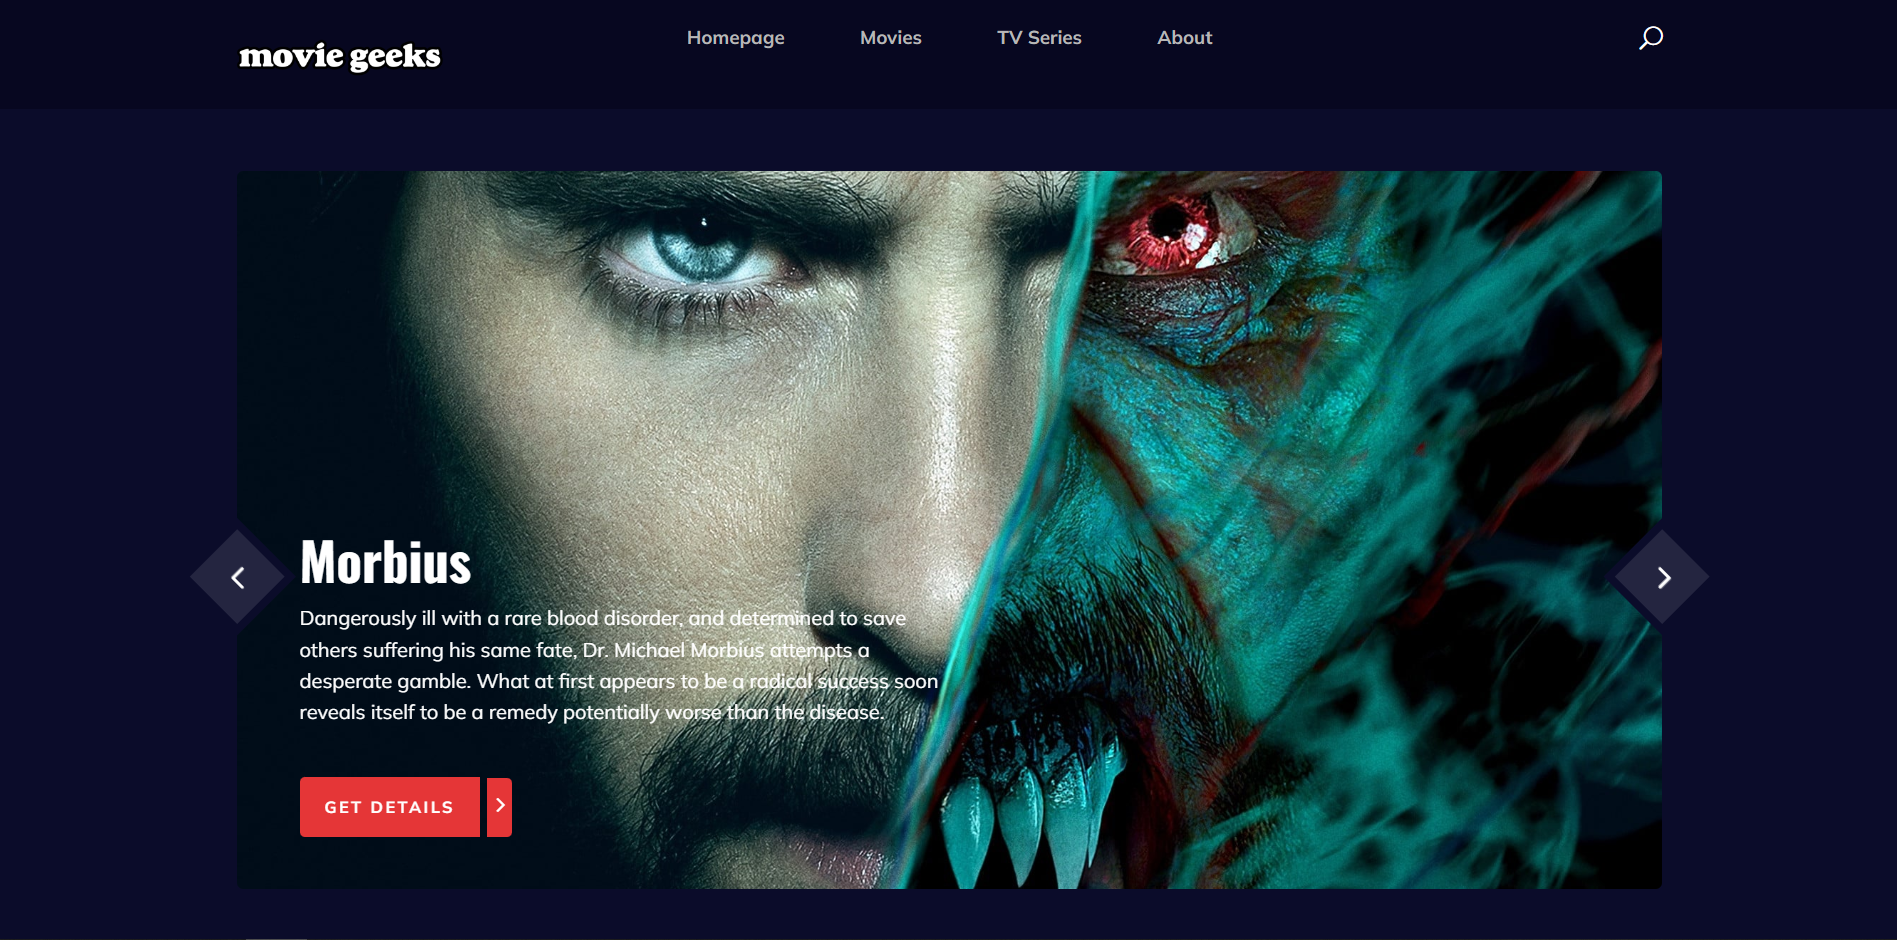 movie geeks
Homepage
Movies
TV Series
About
Morbius
Dangerously ill with a rare blood disorder, and determined to save
others suffering his same fate, Dr. Michael Morbius attempts a
desperate gamble. What at first appears to be a radical success soon
reveals itself to be a remedy potentially worse than the disease.
GET DETAILS